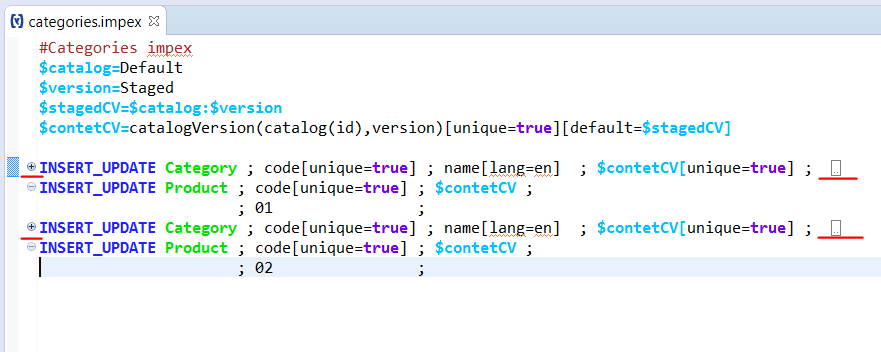 categories.impex
#Categories impex
$catalog=Default
$version=Staged
$stagedCV=$catalog:$version
$contetCV=catalogVersion(catalog(id),version)[unique=true][default=$stagedCV]
INSERT_UPDATE Category ; code[unique=true] ; name[lang=en]  ; $contetCV[unique=true] ;
INSERT_UPDATE Product ; code[unique=true] ; $contetCV ;
; 01 ;
INSERT_UPDATE Category ; code[unique=true] ; name[lang=en]  ; $contetCV[unique=true] ;
INSERT_UPDATE Product ; code[unique=true] ; $contetCV ;
; 02 ;